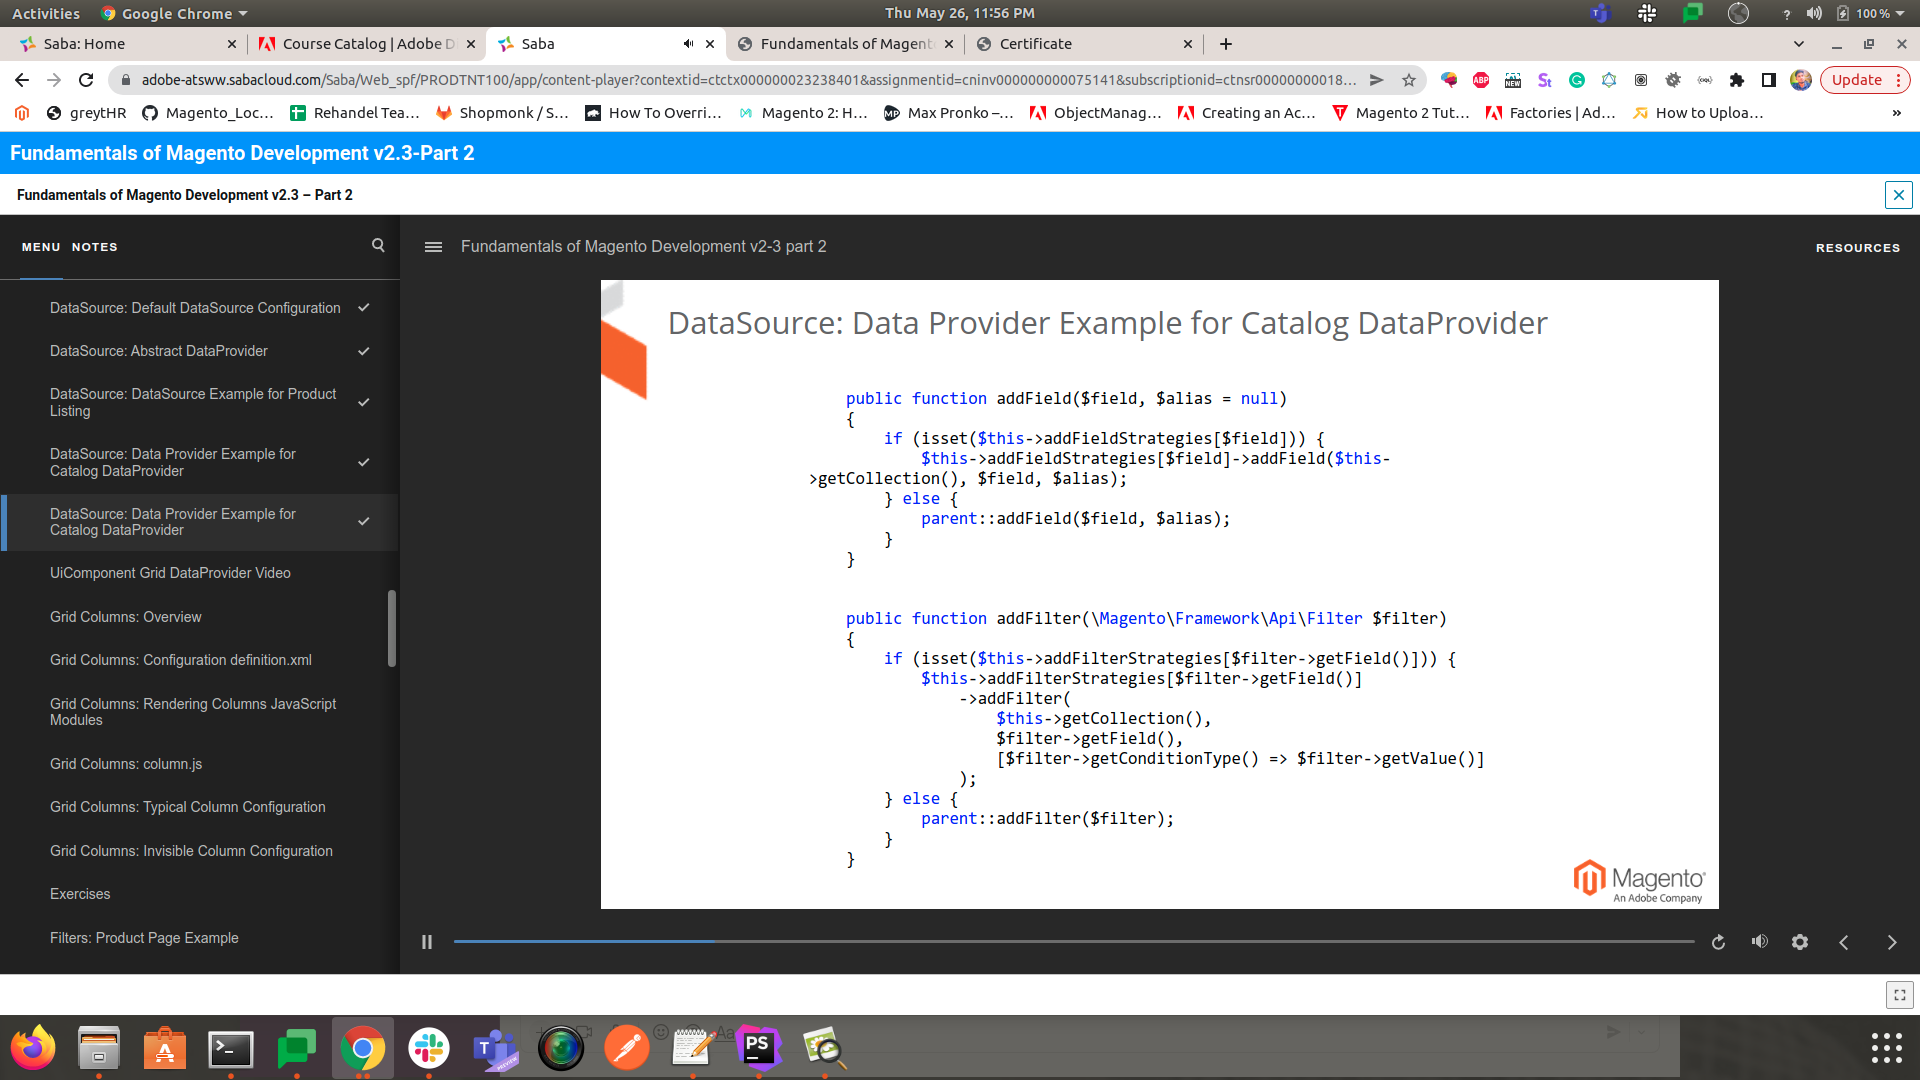 Activities Google Chrome Thu May 26, 11:56 PM ? 100 %
Saba: Home Course Catalog | Adobe D Saba Fundamentals of Magent Certificate
adobe-atsww.sabacloud.com/Saba/Web_spf/PRODTNT100/app/content-player?contextid=ctctx000000023238401&assignmentid=cninv000000000075141&subscriptionid=ctnsr00000000018... ABP NEW St Update
greytHR Magento_Loc... Rehandel Tea... Shopmonk / S... How To Overri... Magento 2: H... Max Pronko –... ObjectManag... Creating an Ac... Magento 2 Tut... Factories | Ad... How to Uploa... »
Fundamentals of Magento Development v2.3-Part 2
Fundamentals of Magento Development v2.3 – Part 2
MENU NOTES
Fundamentals of Magento Development v2-3 part 2
RESOURCES
DataSource: Default DataSource Configuration
DataSource: Abstract DataProvider
DataSource: DataSource Example for Product
Listing
DataSource: Data Provider Example for
Catalog DataProvider
DataSource: Data Provider Example for
Catalog DataProvider
UiComponent Grid DataProvider Video
Grid Columns: Overview
Grid Columns: Configuration definition.xml
Grid Columns: Rendering Columns JavaScript
Modules
Grid Columns: column.js
Grid Columns: Typical Column Configuration
Grid Columns: Invisible Column Configuration
Exercises
Filters: Product Page Example
DataSource: Data Provider Example for Catalog DataProvider
public function addField($field, $alias = null)
{
if (isset($this->addFieldStrategies[$field])) {
$this->addFieldStrategies[$field]->addField($this-
>getCollection(), $field, $alias);
} else {
parent::addField($field, $alias);
}
}
public function addFilter(\Magento\Framework\Api\Filter $filter)
{
if (isset($this->addFilterStrategies[$filter->getField()])) {
$this->addFilterStrategies[$filter->getField()]
->addFilter(
$this->getCollection(),
$filter->getField(),
[$filter->getConditionType() => $filter->getValue()]
);
} else {
parent::addFilter($filter);
}
}
Magento
An Adobe Company
Aa
PS